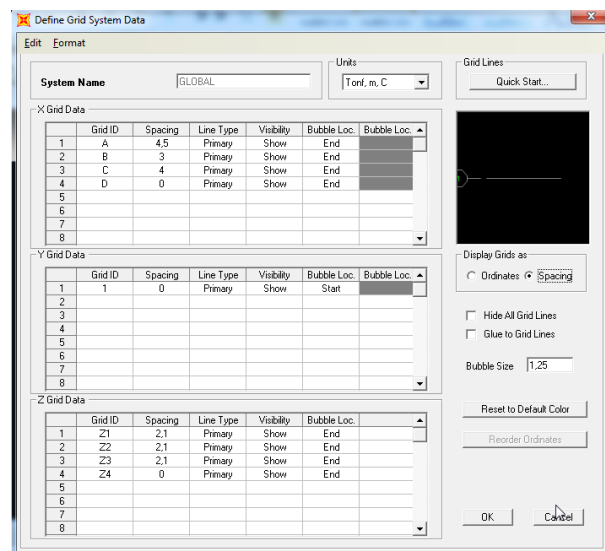 Define Grid System Data
Edit Format
System Name GLOBAL
Units
Tonf, m, C
Grid Lines
Quick Start...
X Grid Data
Grid ID Spacing Line Type Visibility Bubble Loc. Bubble Loc.
1 A 4,5 Primary Show End
2 B 3 Primary Show End
3 C 4 Primary Show End
4 D 0 Primary Show End
5
6
7
8
Y Grid Data
Grid ID Spacing Line Type Visibility Bubble Loc. Bubble Loc.
1 1 0 Primary Show Start
2
3
4
5
6
7
8
Display Grids as
Ordinates Spacing
Hide All Grid Lines
Glue to Grid Lines
Bubble Size 1,25
Z Grid Data
Grid ID Spacing Line Type Visibility Bubble Loc.
1 Z1 2,1 Primary Show End
2 Z2 2,1 Primary Show End
3 Z3 2,1 Primary Show End
4 Z4 0 Primary Show End
5
6
7
8
Reset to Default Color
Reorder Ordinates
OK Cancel